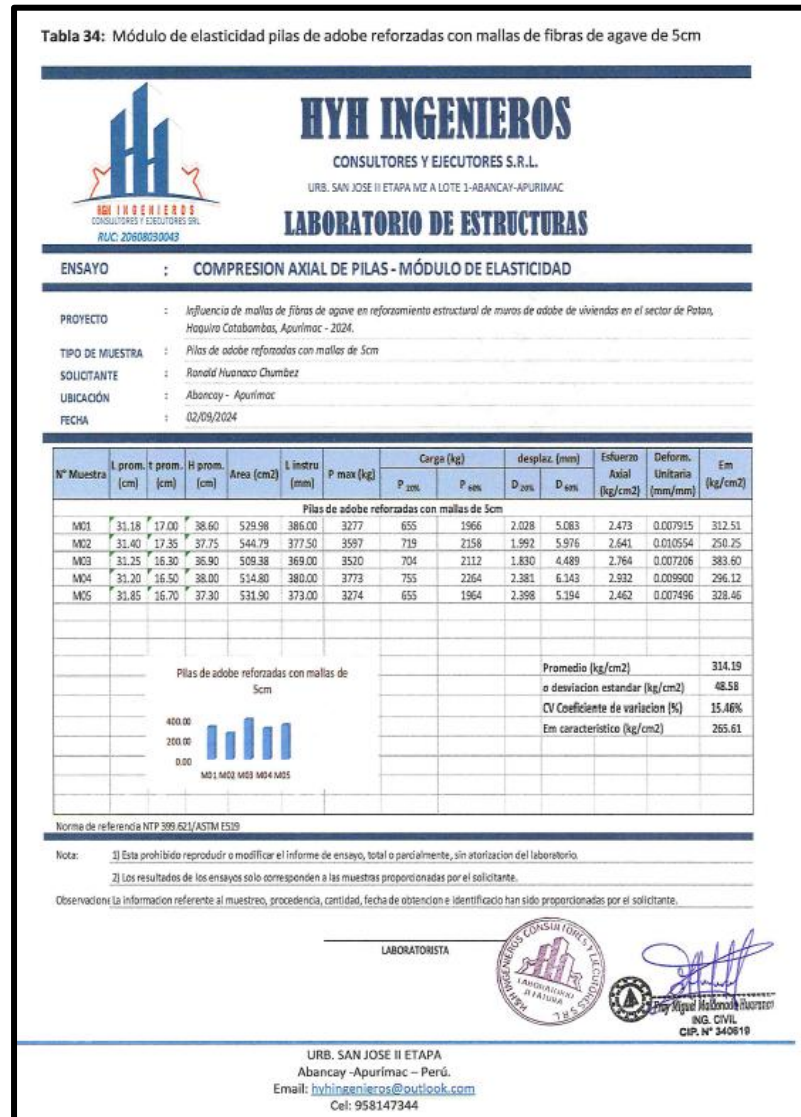 Tabla 34: Módulo de elasticidad pilas de adobe reforzadas con mallas de fibras de agave de 5cm
HYH INGENIEROS
CONSULTORES Y EJECUTORES S.R.L.
URB. SAN JOSE II ETAPA MZ A LOTE 1-ABANCAY-APURIMAC
H&H INGENIEROS
CONSULTORES Y EJECUTORES SRL
RUC: 20608030043
LABORATORIO DE ESTRUCTURAS
ENSAYO : COMPRESION AXIAL DE PILAS - MÓDULO DE ELASTICIDAD
PROYECTO : Influencia de mallas de fibras de agave en reforzamiento estructural de muros de adobe de viviendas en el sector de Patan,
Haquira Cotabambas, Apurimac - 2024.
TIPO DE MUESTRA : Pilas de adobe reforzadas con mallas de 5cm
SOLICITANTE : Ronald Huanaco Chumbez
UBICACIÓN : Abancay - Apurimac
FECHA : 02/09/2024
N° Muestra L prom. (cm) t prom. (cm) H prom. (cm) Area (cm2) L instru (mm) P max (kg) Carga (kg) P 20% P 60% desplaz. (mm) D 20% D 60% Esfuerzo Axial (kg/cm2) Deform. Unitaria (mm/mm) Em (kg/cm2)
Pilas de adobe reforzadas con mallas de 5cm
M01 31.18 17.00 38.60 529.98 386.00 3277 655 1966 2.028 5.083 2.473 0.007915 312.51
M02 31.40 17.35 37.75 544.79 377.50 3597 719 2158 1.992 5.976 2.641 0.010554 250.25
M03 31.25 16.30 36.90 509.38 369.00 3520 704 2112 1.830 4.489 2.764 0.007206 383.60
M04 31.20 16.50 38.00 514.80 380.00 3773 755 2264 2.381 6.143 2.932 0.009900 296.12
M05 31.85 16.70 37.30 531.90 373.00 3274 655 1964 2.398 5.194 2.462 0.007496 328.46
Promedio (kg/cm2) 314.19
o desviacion estandar (kg/cm2) 48.58
CV Coeficiente de variacion (%) 15.46%
Em caracteristico (kg/cm2) 265.61
Pilas de adobe reforzadas con mallas de
5cm
400.00
200.00
0.00
M01 M02 M03 M04 M05
Norma de referencia NTP 399.621/ASTM E519
Nota: 1) Esta prohibido reproducir o modificar el informe de ensayo, total o parcialmente, sin atorizacion del laboratorio.
2) Los resultados de los ensayos solo corresponden a las muestras proporcionadas por el solicitante.
Observacione La informacion referente al muestreo, procedencia, cantidad, fecha de obtencion e identificacio han sido proporcionadas por el solicitante.
LABORATORISTA
H&H INGENIEROS CONSULTORES Y EJECUTORES SRL
LABORATORIO
Miguel Maldonado
ING. CIVIL
CIP. N° 340619
URB. SAN JOSE II ETAPA
Abancay -Apurímac – Perú.
Email: hyhingenieros@outlook.com
Cel: 958147344